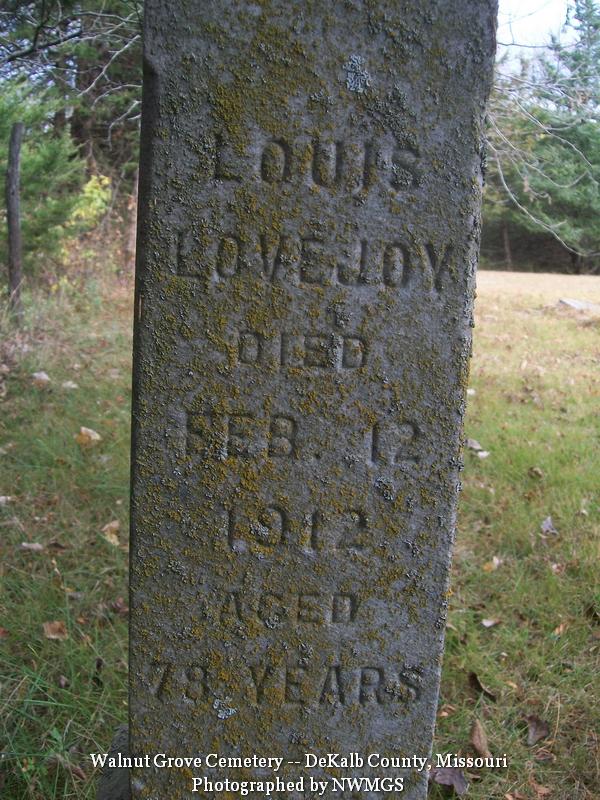 LOUIS
LOVEJOY
DIED
FEB. 12
1912
AGED
78 YEARS
Walnut Grove Cemetery -- DeKalb County, Missouri
Photographed by NWMGS